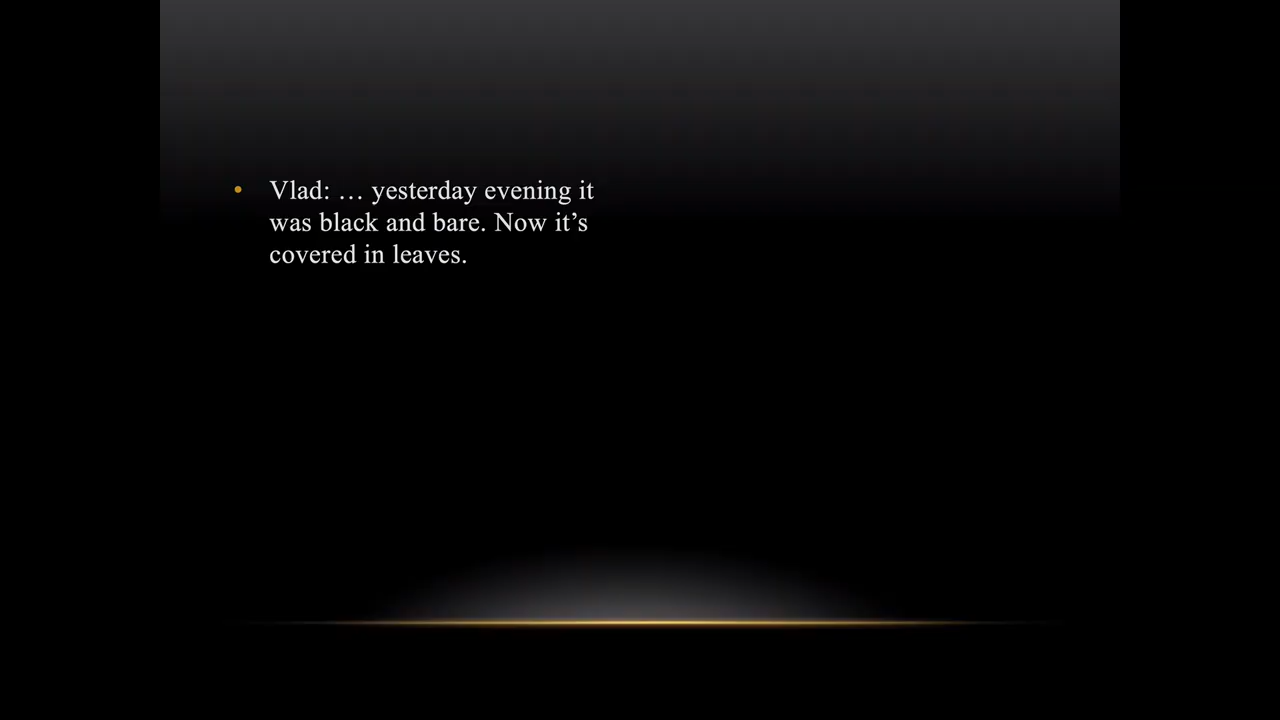 • Vlad: … yesterday evening it
was black and bare. Now it’s
covered in leaves.